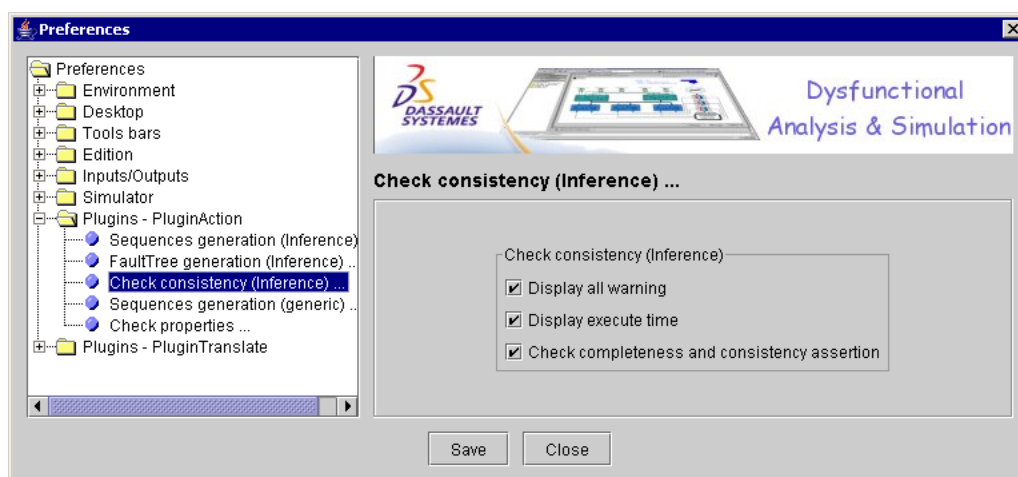 Preferences
Preferences
Environment
Desktop
Tools bars
Edition
Inputs/Outputs
Simulator
Plugins - PluginAction
Sequences generation (Inference)
FaultTree generation (Inference) ..
Check consistency (Inference) ...
Sequences generation (generic) ..
Check properties ...
Plugins - PluginTranslate
DASSAULT
SYSTEMES
Dysfunctional
Analysis & Simulation
Check consistency (Inference) ...
Check consistency (Inference)
Display all warning
Display execute time
Check completeness and consistency assertion
Save
Close